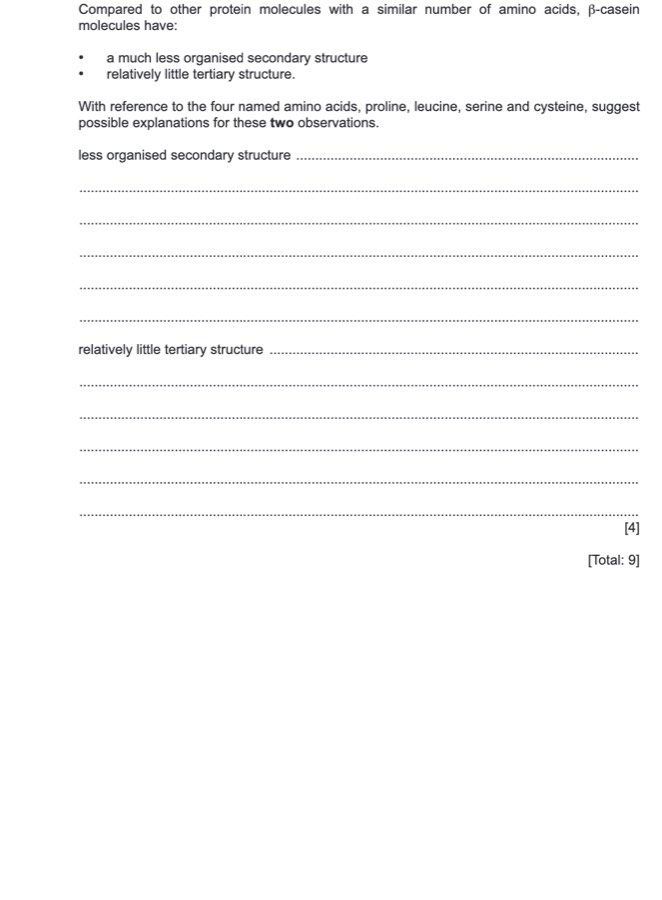 Compared to other protein molecules with a similar number of amino acids, β-casein
molecules have:
• a much less organised secondary structure
• relatively little tertiary structure.
With reference to the four named amino acids, proline, leucine, serine and cysteine, suggest
possible explanations for these two observations.
less organised secondary structure
relatively little tertiary structure
[4]
[Total: 9]